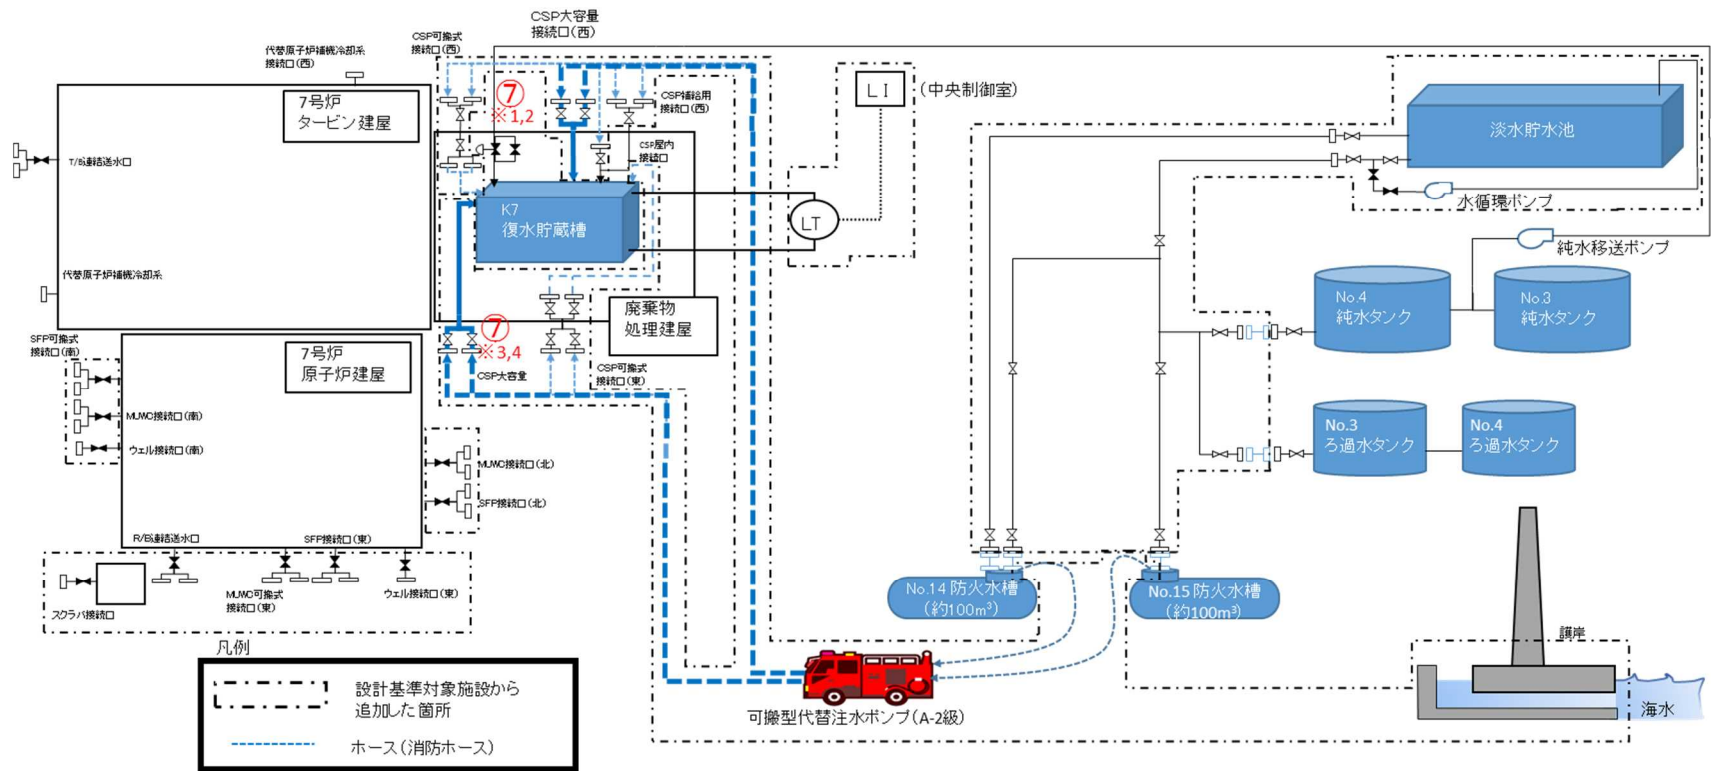 CSP大容量
接続口(西)
CSP可搬式
接続口(西)
代替原子炉補機冷却系
接続口(西)
7号炉
タービン建屋
⑦
※1,2
CSP補給用
接続口(西)
LI
(中央制御室)
淡水貯水池
T/B連結送水口
CSP屋内
接続口
K7
復水貯蔵槽
LT
水循環ポンプ
純水移送ポンプ
代替原子炉補機冷却系
No.4
純水タンク
No.3
純水タンク
廃棄物
処理建屋
⑦
※3,4
SFP可搬式
接続口(南)
7号炉
原子炉建屋
CSP大容量
CSP可搬式
接続口(東)
MUWC接続口(南)
No.3
ろ過水タンク
No.4
ろ過水タンク
ウェル接続口(南)
MUWC接続口(北)
SFP接続口(北)
R/B連結送水口
SFP接続口(東)
スクラバ接続口
MUWC可搬式
接続口(東)
ウェル接続口(東)
No.14 防火水槽
(約100m³)
No.15 防火水槽
(約100m³)
護岸
海水
可搬型代替注水ポンプ(A-2級)
凡例
設計基準対象施設から
追加した箇所
ホース(消防ホース)